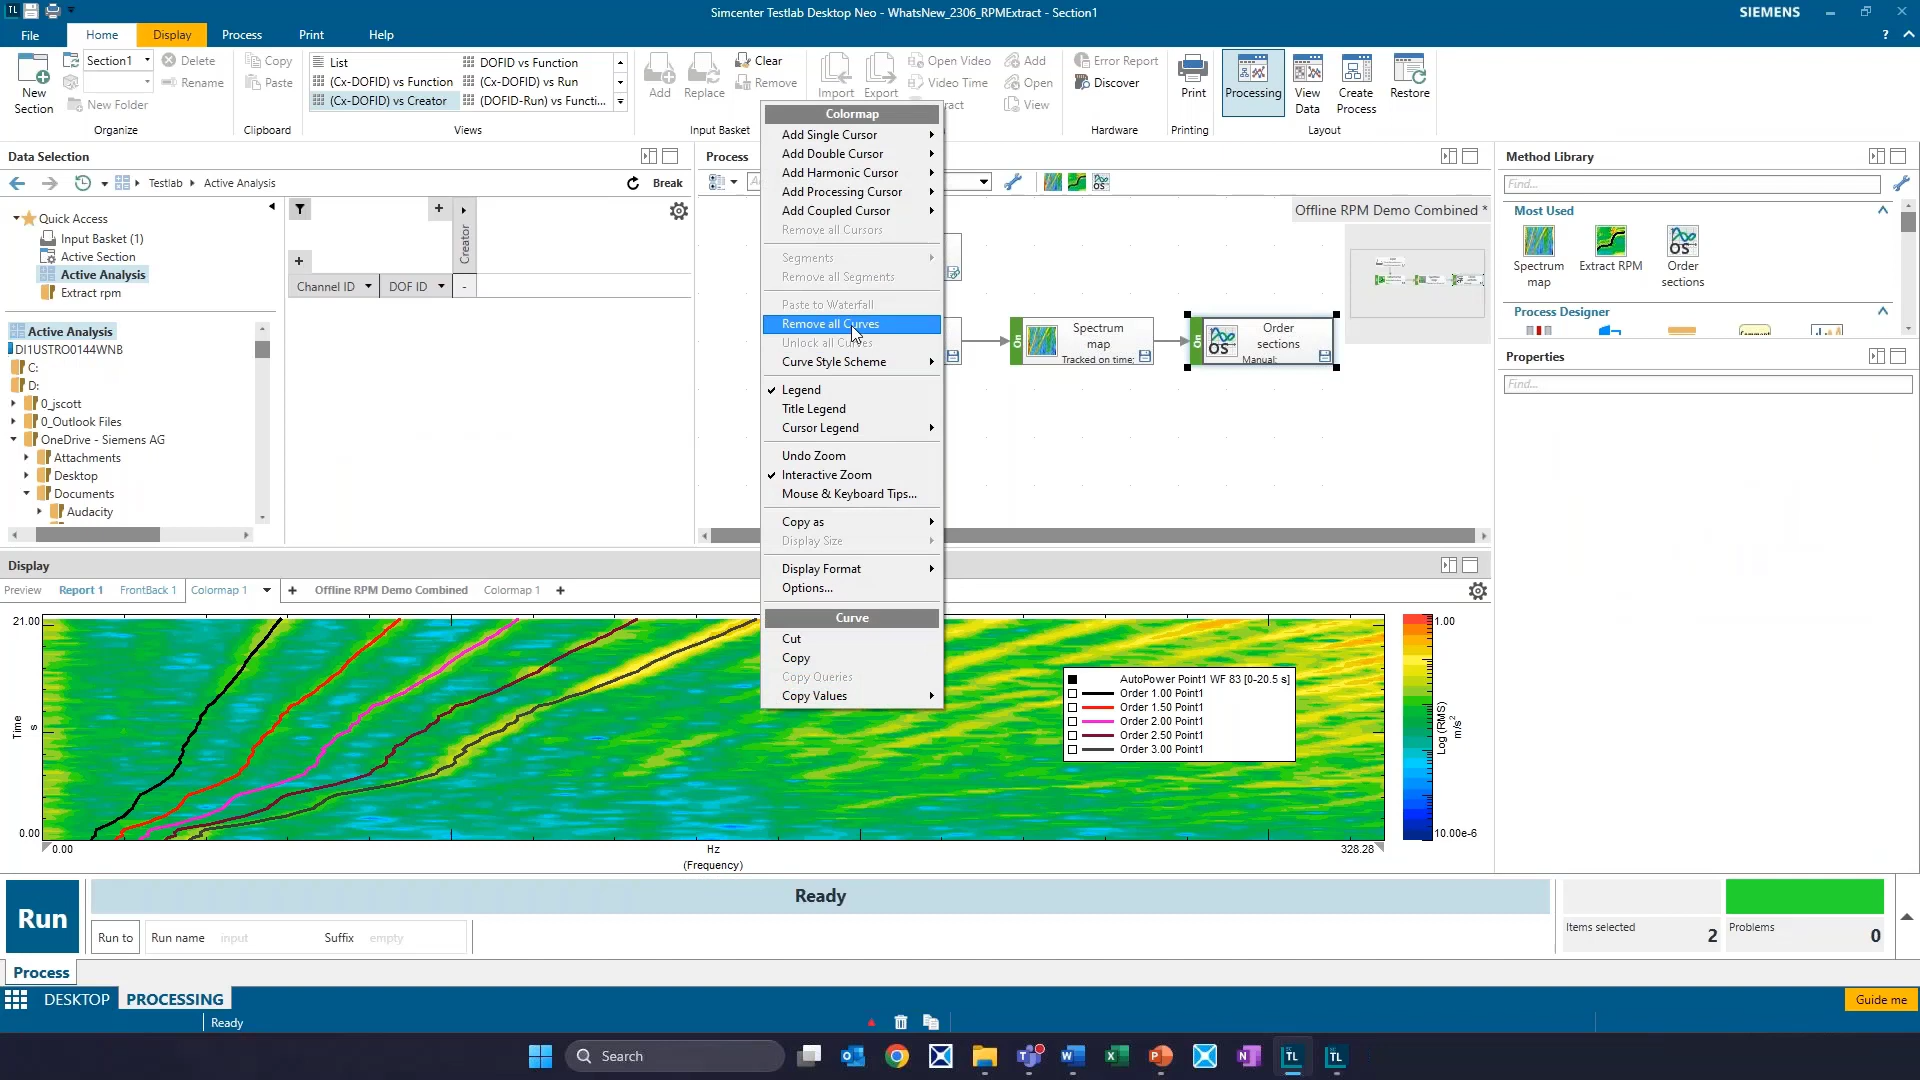 TL
Simcenter Testlab Desktop Neo - WhatsNew_2306_RPMExtract - Section1
SIEMENS
File
Home
Display
Process
Print
Help
?
New
Section
Section1
Delete
Rename
New Folder
Organize
Copy
Paste
Clipboard
List
DOFID vs Function
(Cx-DOFID) vs Function
(Cx-DOFID) vs Run
(Cx-DOFID) vs Creator
(DOFID-Run) vs Functi...
Views
Add
Replace
Clear
Remove
Input Basket
Import
Export
Open Video
Video Time
ract
Add
Open
View
Error Report
Discover
Hardware
Print
Printing
Processing
View
Data
Create
Process
Restore
Layout
Data Selection
Testlab
Active Analysis
Break
Quick Access
Input Basket (1)
Active Section
Active Analysis
Extract rpm
Active Analysis
DI1USTRO0144WNB
C:
D:
0_jscott
0_Outlook Files
OneDrive - Siemens AG
Attachments
Desktop
Documents
Audacity
Creator
Channel ID
DOF ID
-
Process
Offline RPM Demo Combined *
On
Spectrum
map
Tracked on time:
On
OS
Order
sections
Manual:
Colormap
Add Single Cursor
Add Double Cursor
Add Harmonic Cursor
Add Processing Cursor
Add Coupled Cursor
Remove all Cursors
Segments
Remove all Segments
Paste to Waterfall
Remove all Curves
Unlock all Curves
Curve Style Scheme
Legend
Title Legend
Cursor Legend
Undo Zoom
Interactive Zoom
Mouse & Keyboard Tips...
Copy as
Display Size
Display Format
Options...
Curve
Cut
Copy
Copy Queries
Copy Values
Method Library
Find...
Most Used
Spectrum
map
Extract RPM
OS
Order
sections
Process Designer
Properties
Find...
Display
Preview
Report 1
FrontBack 1
Colormap 1
Offline RPM Demo Combined
Colormap 1
21.00
Time
s
0.00
0.00
Hz
(Frequency)
328.28
AutoPower Point1 WF 83 [0-20.5 s]
Order 1.00 Point1
Order 1.50 Point1
Order 2.00 Point1
Order 2.50 Point1
Order 3.00 Point1
1.00
Log (RMS)
m/s²
10.00e-6
Run
Ready
Run to
Run name
input
Suffix
empty
Items selected
2
Problems
0
Process
DESKTOP
PROCESSING
Guide me
Ready
Search
TL
TL